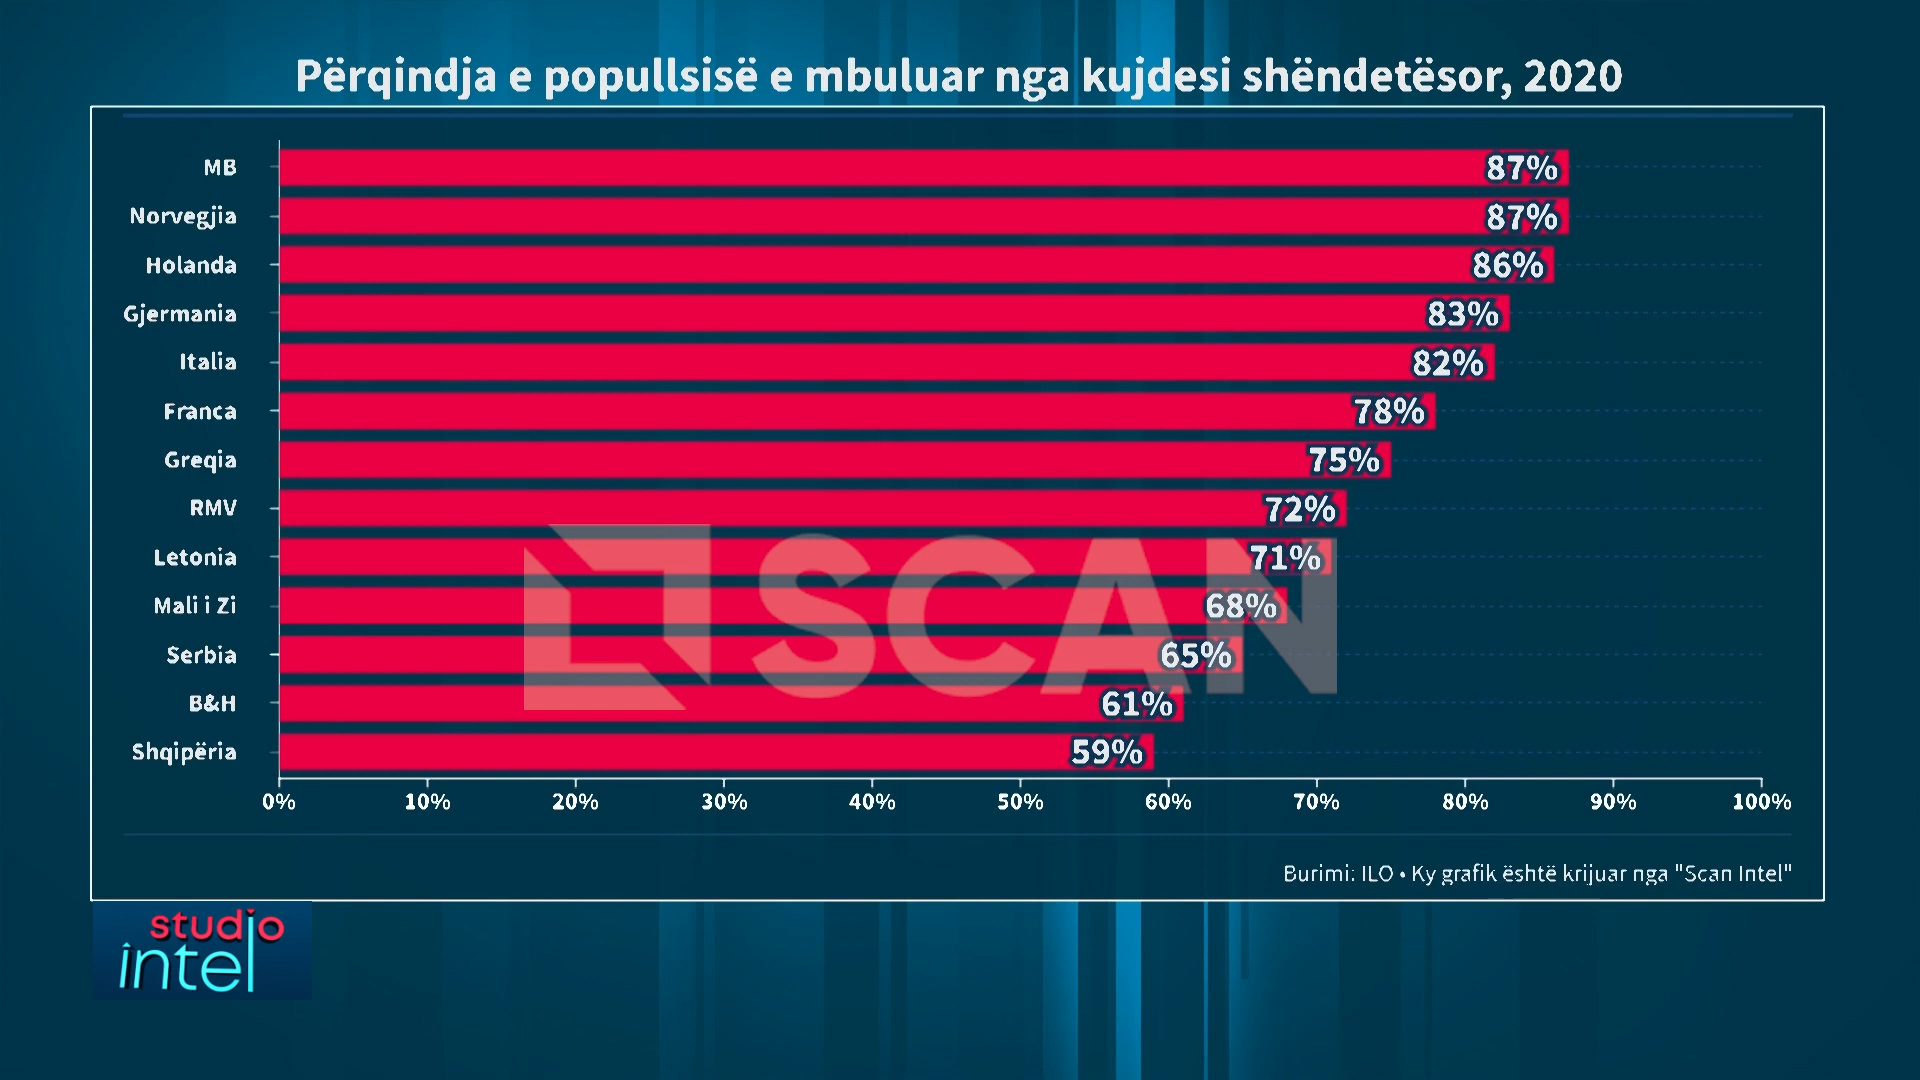 Përqindja e popullsisë e mbuluar nga kujdesi shëndetësor, 2020
MB 87%
Norvegjia 87%
Holanda 86%
Gjermania 83%
Italia 82%
Franca 78%
Greqia 75%
RMV 72%
Letonia 71%
Mali i Zi 68%
Serbia 65%
B&H 61%
Shqipëria 59%
SCAN
0% 10% 20% 30% 40% 50% 60% 70% 80% 90% 100%
Burimi: ILO • Ky grafik është krijuar nga "Scan Intel"
studio
intel